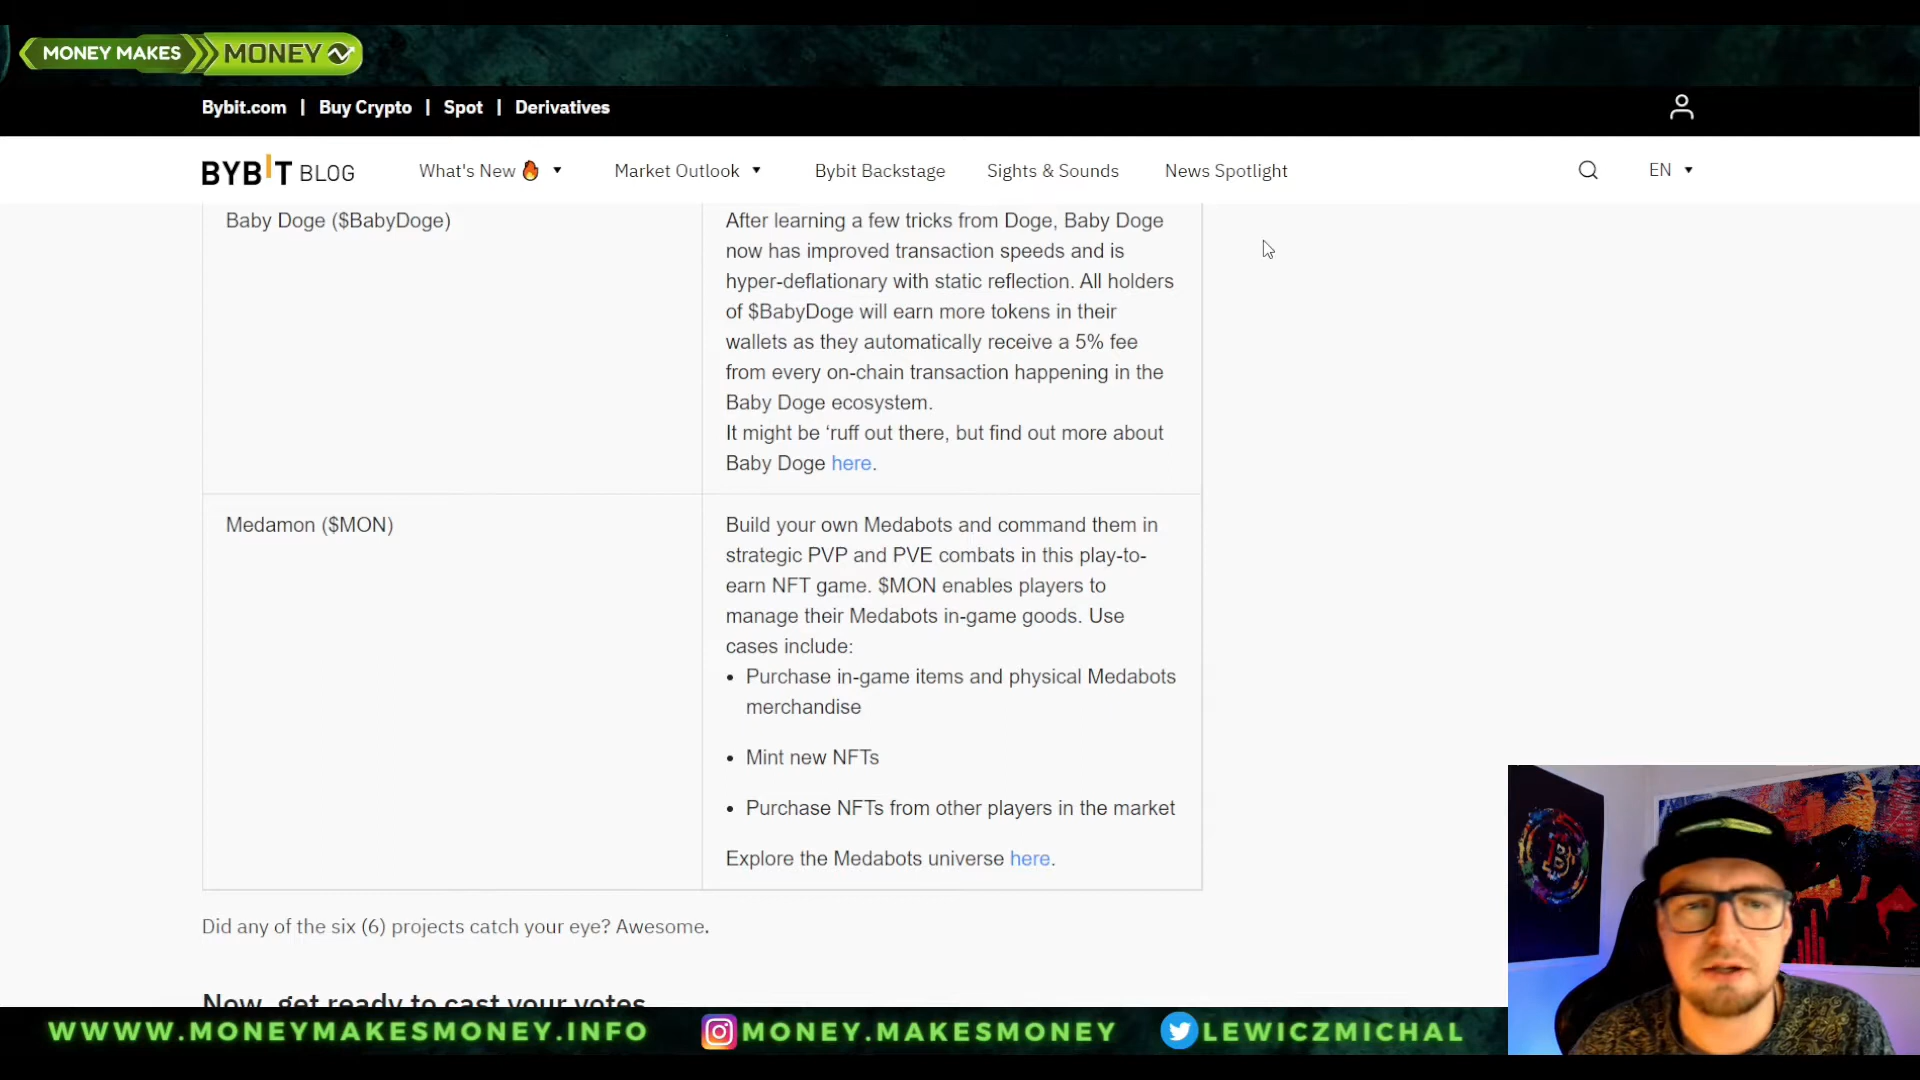 MONEY MAKES MONEY
Bybit.com | Buy Crypto | Spot | Derivatives
BYBIT BLOG What's New Market Outlook Bybit Backstage Sights & Sounds News Spotlight EN
Baby Doge ($BabyDoge)
After learning a few tricks from Doge, Baby Doge
now has improved transaction speeds and is
hyper-deflationary with static reflection. All holders
of $BabyDoge will earn more tokens in their
wallets as they automatically receive a 5% fee
from every on-chain transaction happening in the
Baby Doge ecosystem.
It might be ‘ruff out there, but find out more about
Baby Doge here.
Medamon ($MON)
Build your own Medabots and command them in
strategic PVP and PVE combats in this play-to-
earn NFT game. $MON enables players to
manage their Medabots in-game goods. Use
cases include:
• Purchase in-game items and physical Medabots
merchandise
• Mint new NFTs
• Purchase NFTs from other players in the market
Explore the Medabots universe here.
Did any of the six (6) projects catch your eye? Awesome.
Now, get ready to cast your votes
WWWW.MONEYMAKESMONEY.INFO MONEY.MAKESMONEY LEWICZMICHAL